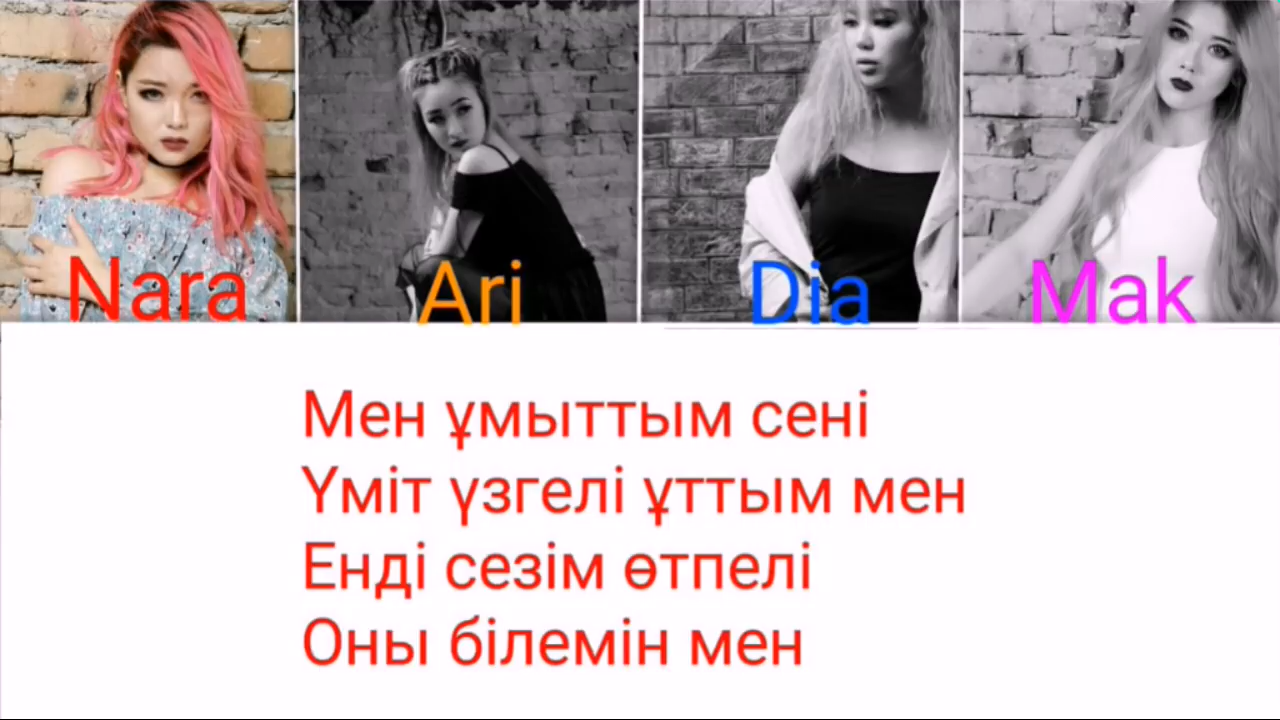 Nara Ari Dia Mak
Мен ұмыттым сені
Үміт үзгелі ұттым мен
Енді сезім өтпелі
Оны білемін мен